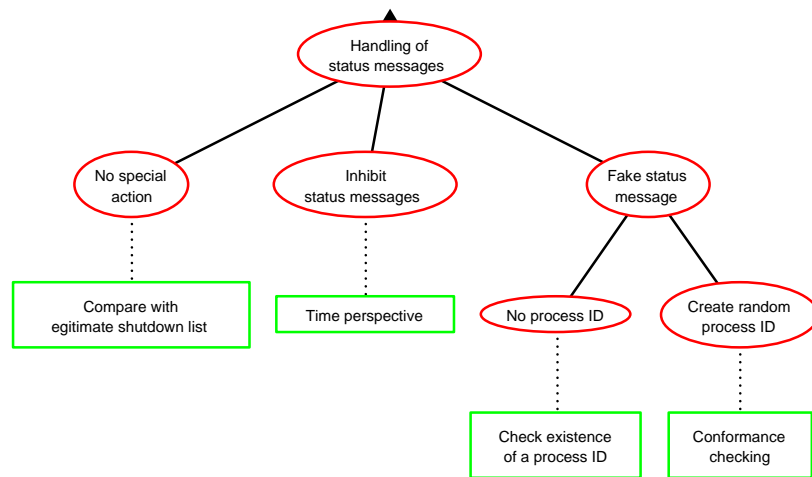 Handling of
status messages
No special
action
Inhibit
status messages
Fake status
message
Compare with
egitimate shutdown list
Time perspective
No process ID
Create random
process ID
Check existence
of a process ID
Conformance
checking